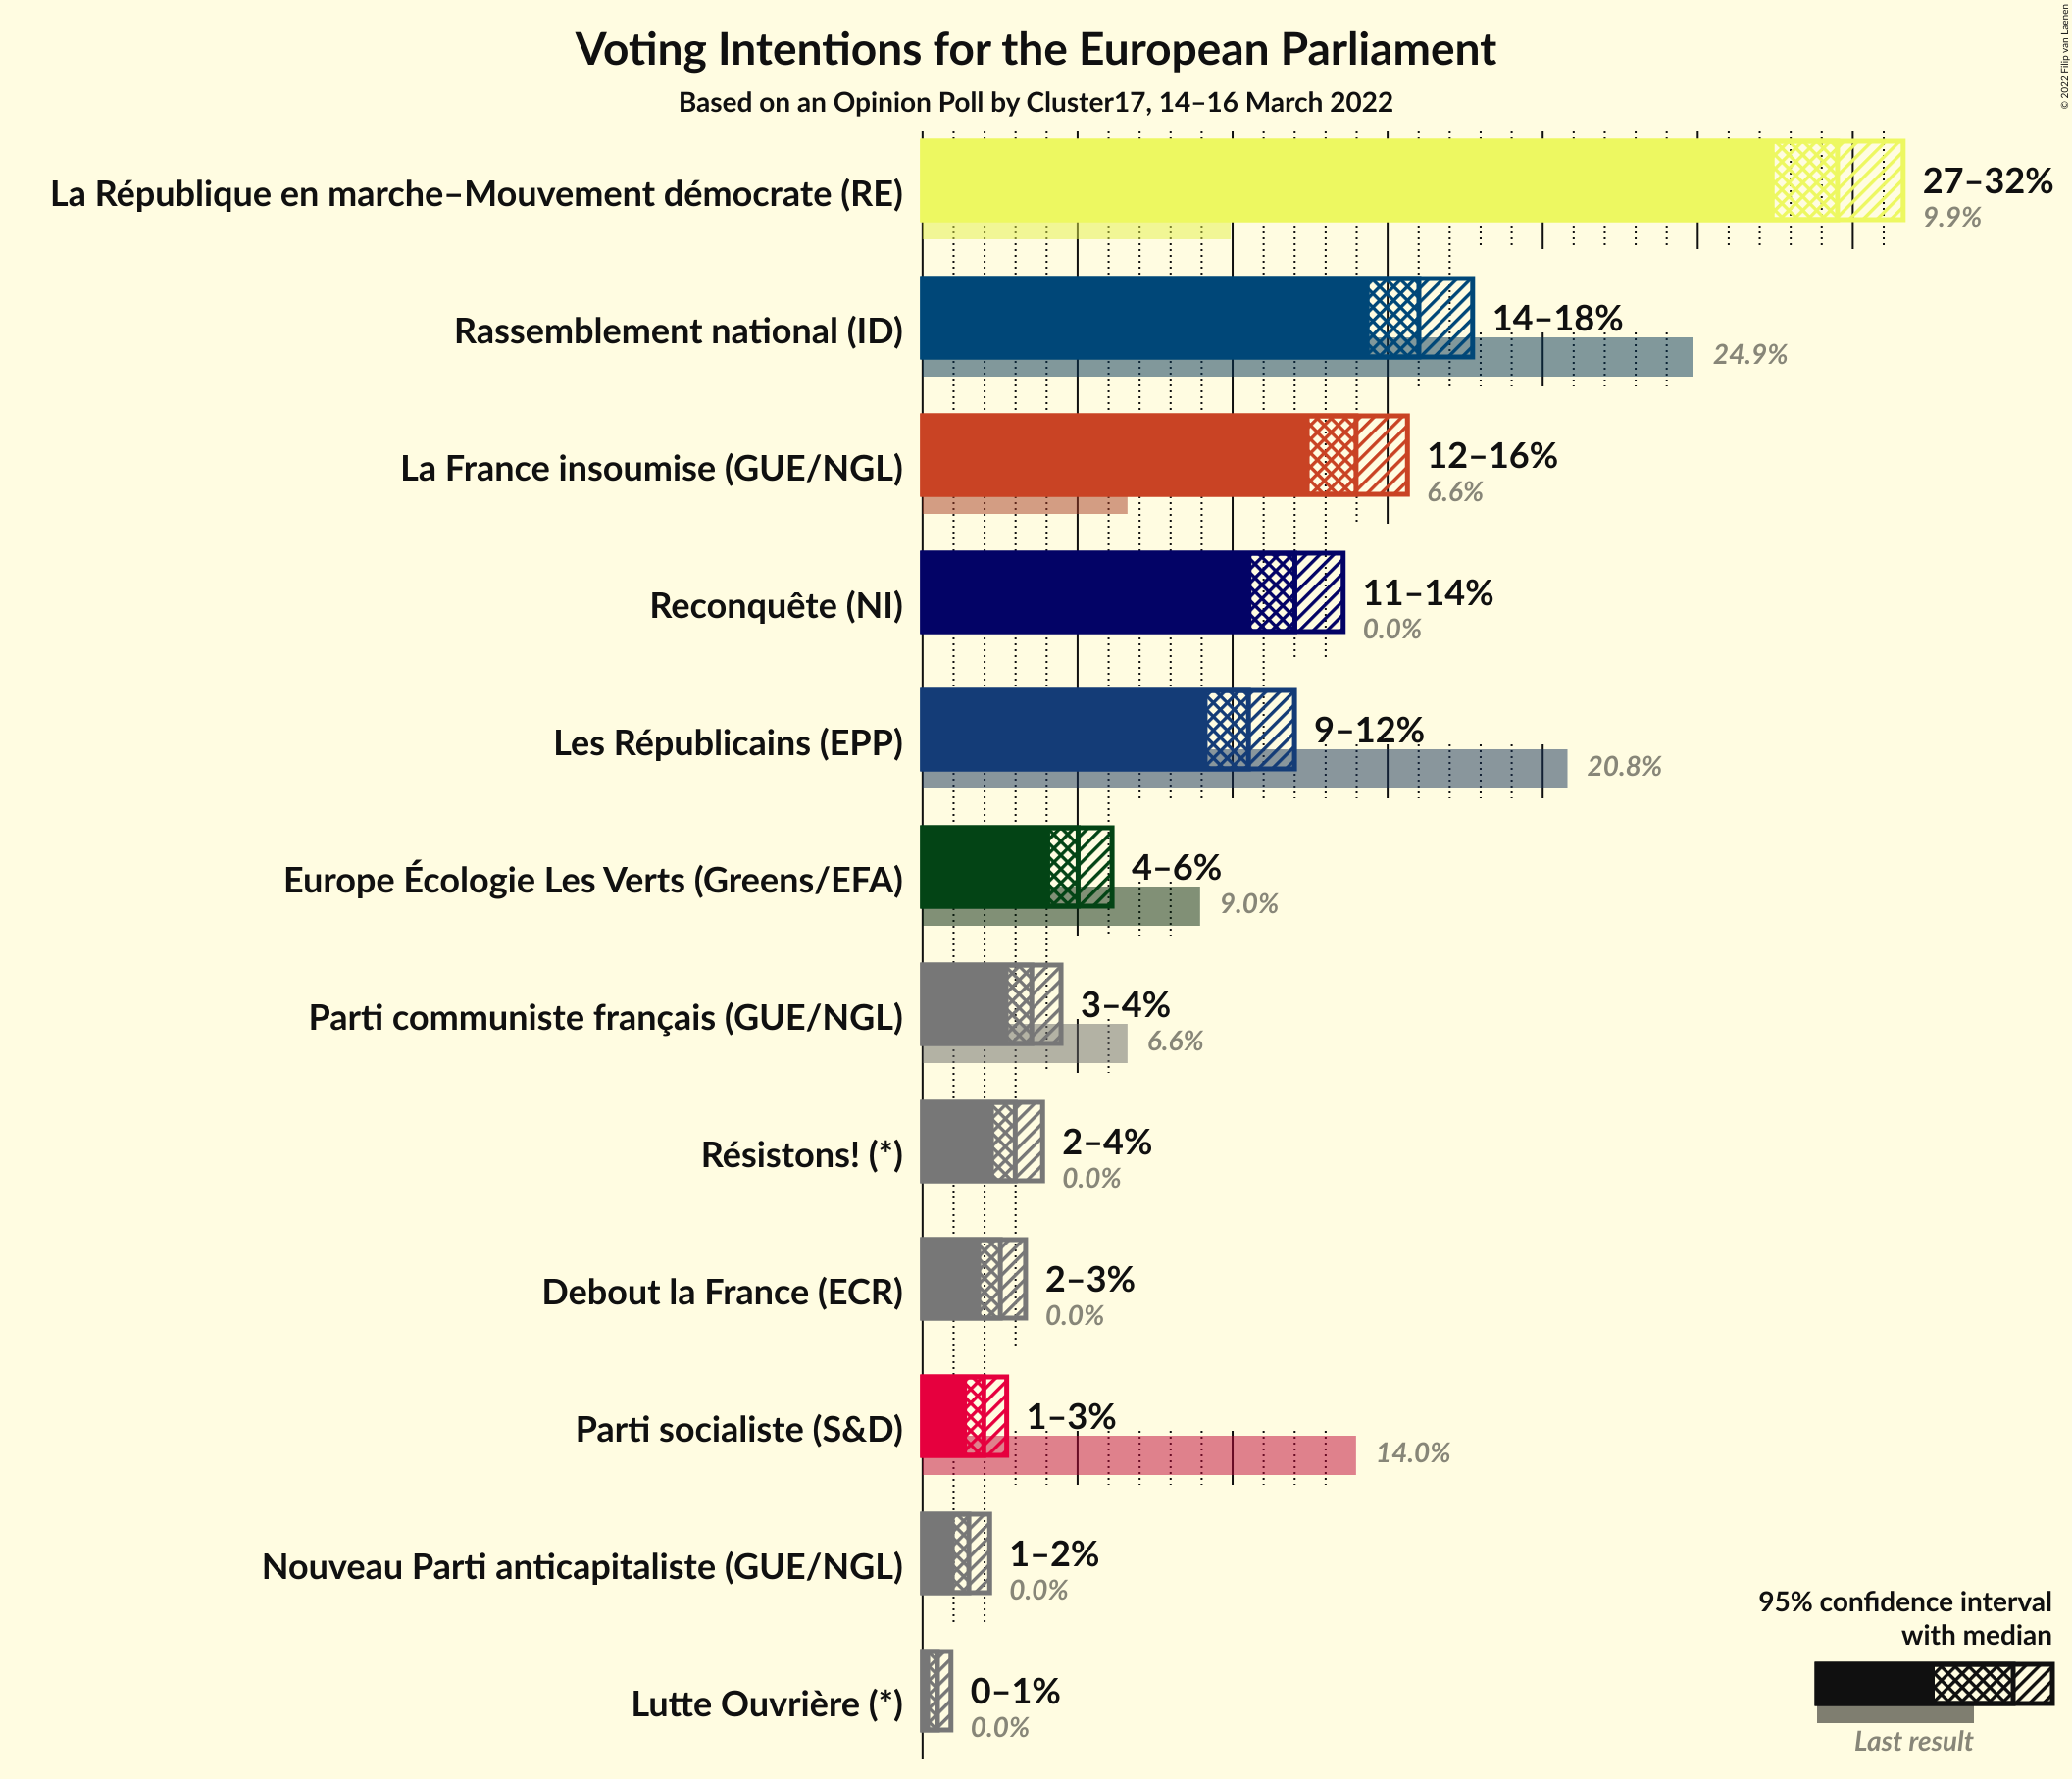 Voting Intentions for the European Parliament
Based on an Opinion Poll by Cluster17, 14–16 March 2022
© 2022 Filip van Laenen
La République en marche–Mouvement démocrate (RE)
27–32%
9.9%
Rassemblement national (ID)
14–18%
24.9%
La France insoumise (GUE/NGL)
12–16%
6.6%
Reconquête (NI)
11–14%
0.0%
Les Républicains (EPP)
9–12%
20.8%
Europe Écologie Les Verts (Greens/EFA)
4–6%
9.0%
Parti communiste français (GUE/NGL)
3–4%
6.6%
Résistons! (*)
2–4%
0.0%
Debout la France (ECR)
2–3%
0.0%
Parti socialiste (S&D)
1–3%
14.0%
Nouveau Parti anticapitaliste (GUE/NGL)
1–2%
0.0%
Lutte Ouvrière (*)
0–1%
0.0%
95% confidence interval
with median
Last result